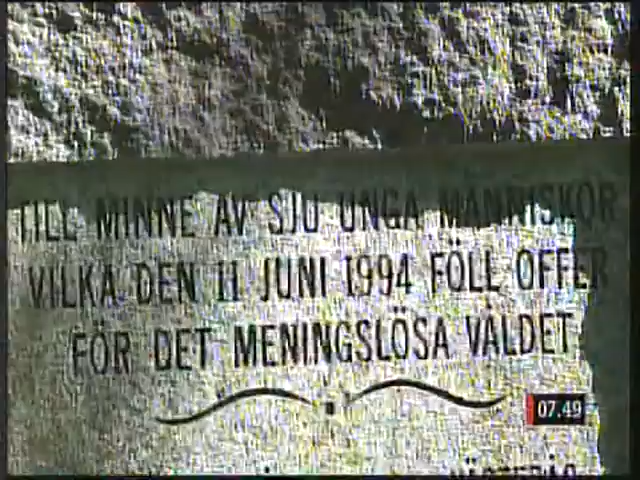 TILL MINNE AV SJU UNGA MÄNNISKOR
VILKA DEN 11 JUNI 1994 FÖLL OFFER
FÖR DET MENINGSLÖSA VÅLDET
07.49